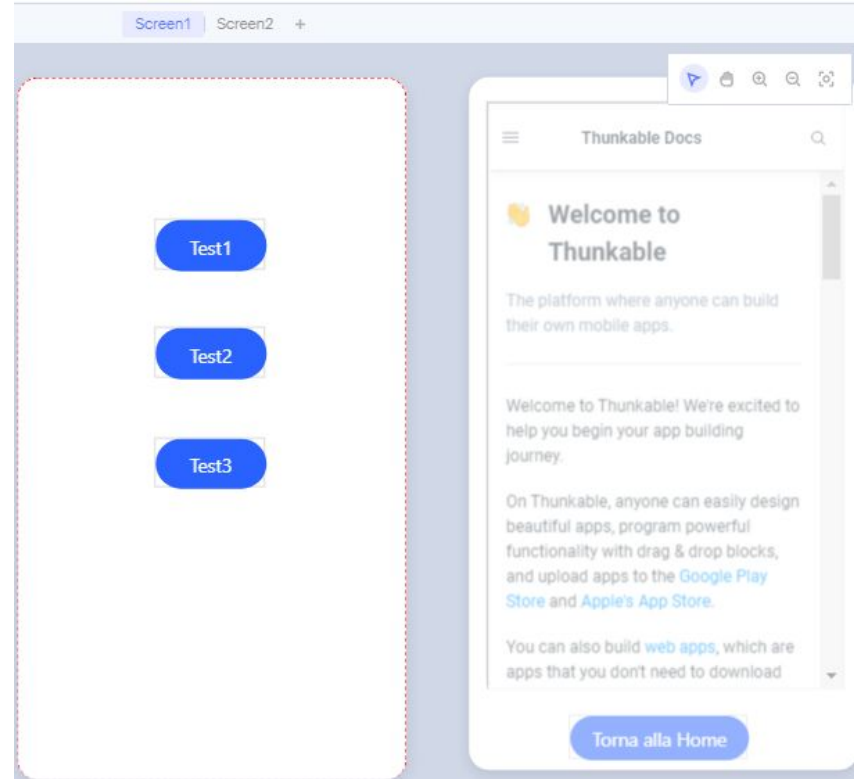 Screen1 Screen2 +
Test1
Test2
Test3
Thunkable Docs
👋 Welcome to
Thunkable
The platform where anyone can build
their own mobile apps.
Welcome to Thunkable! We're excited to
help you begin your app building
journey.
On Thunkable, anyone can easily design
beautiful apps, program powerful
functionality with drag & drop blocks,
and upload apps to the Google Play
Store and Apple's App Store.
You can also build web apps, which are
apps that you don't need to download
Torna alla Home